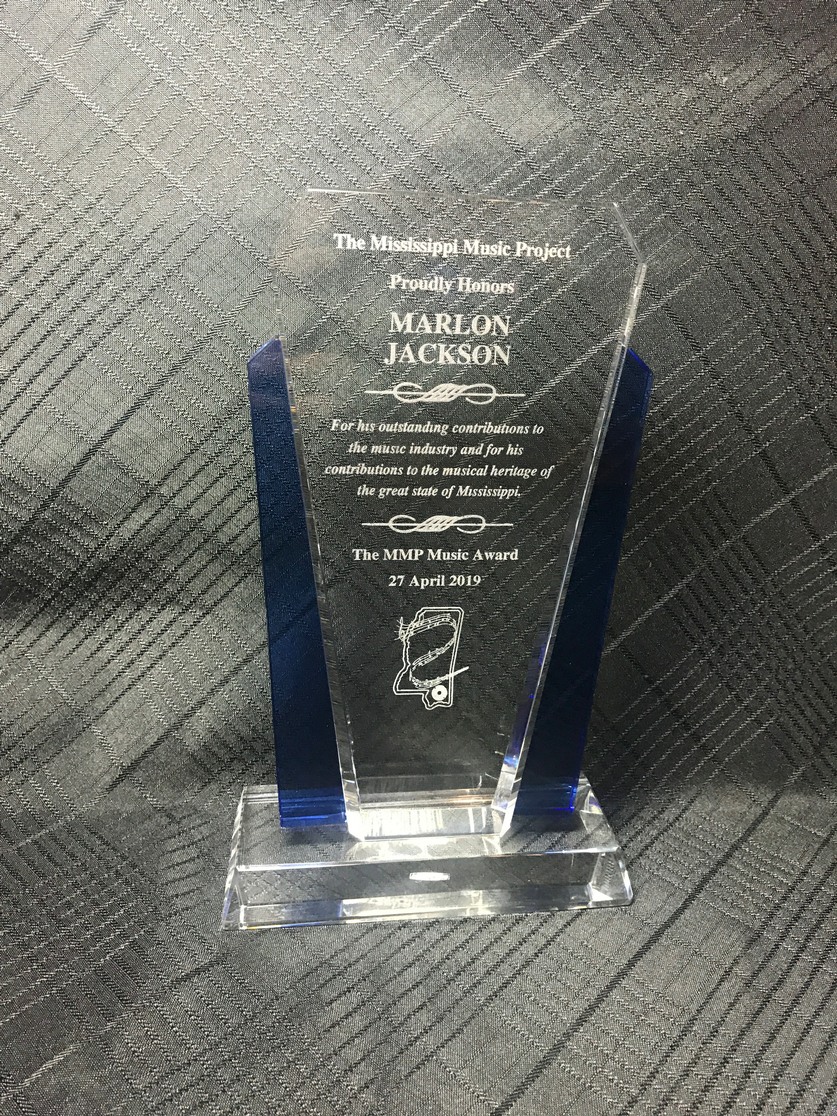 The Mississippi Music Project
Proudly Honors
MARLON
JACKSON
For his outstanding contributions to
the music industry and for his
contributions to the musical heritage of
the great state of Mississippi.
The MMP Music Award
27 April 2019